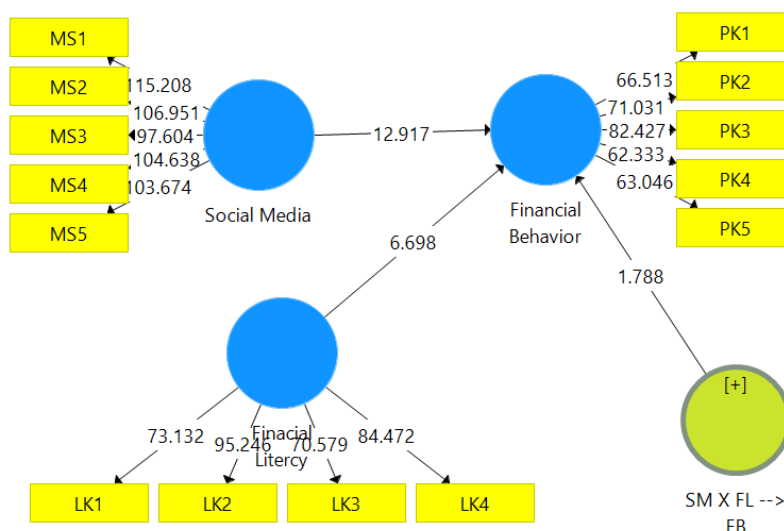 MS1
MS2
MS3
MS4
MS5
115.208
106.951
97.604
104.638
103.674
Social Media
12.917
Financial
Behavior
66.513
71.031
82.427
62.333
63.046
PK1
PK2
PK3
PK4
PK5
6.698
1.788
Finacial
Litercy
73.132
95.246
70.579
84.472
LK1
LK2
LK3
LK4
[+]
SM X FL -->
FB